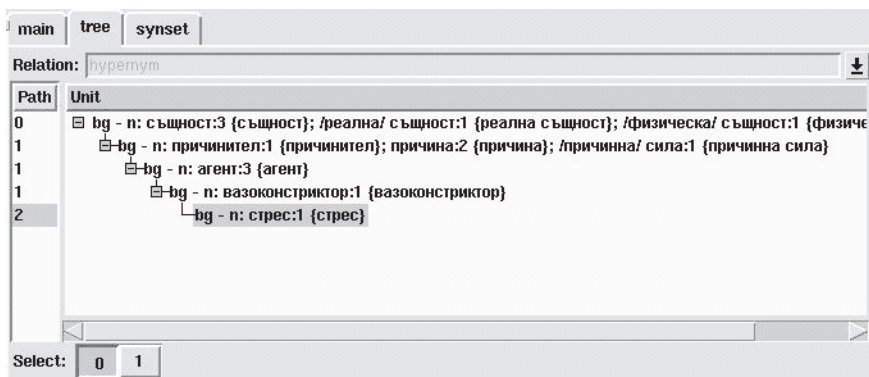 main tree synset
Relation: hypernym
Path Unit
0 bg - n: същност:3 {същност}; /реална/ същност:1 {реална същност}; /физическа/ същност:1 {физиче
1 bg - n: причинител:1 {причинител}; причина:2 {причина}; /причинна/ сила:1 {причинна сила}
1 bg - n: агент:3 {агент}
1 bg - n: вазоконстриктор:1 {вазоконстриктор}
2 bg - n: стрес:1 {стрес}
Select: 0 1